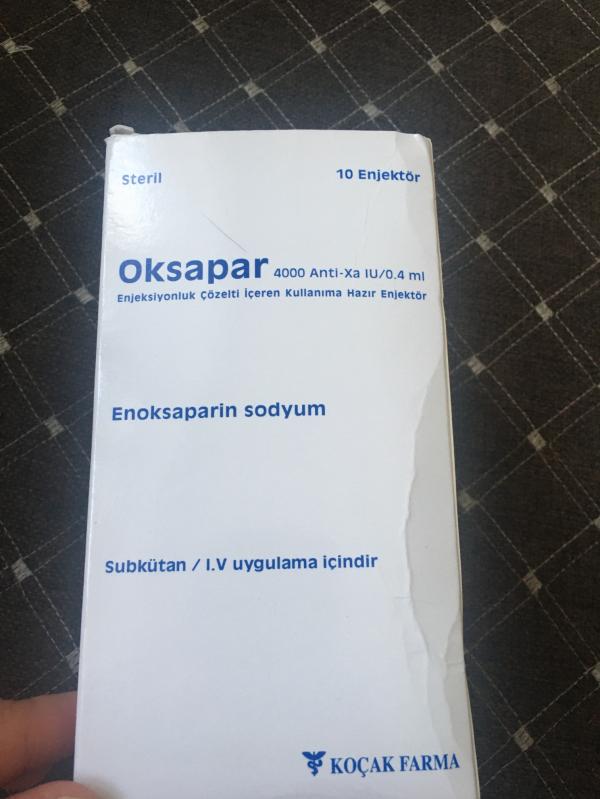 Steril
10 Enjektör
Oksapar 4000 Anti-Xa IU/0.4 ml
Enjeksiyonluk Çözelti İçeren Kullanıma Hazır Enjektör
Enoksaparin sodyum
Subkütan / I.V uygulama içindir
KOÇAK FARMA